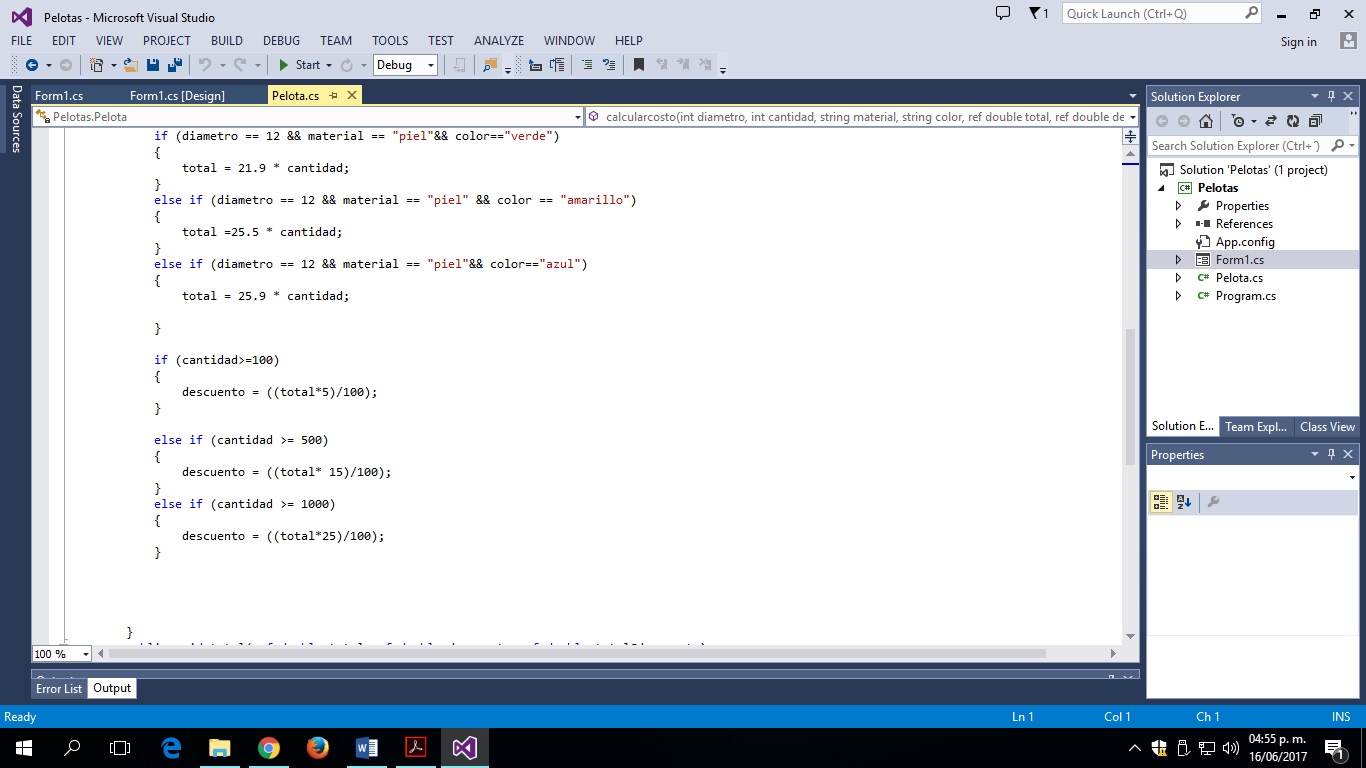 Pelotas - Microsoft Visual Studio
1
Quick Launch (Ctrl+Q)
FILE EDIT VIEW PROJECT BUILD DEBUG TEAM TOOLS TEST ANALYZE WINDOW HELP
Sign in
Start Debug
Data Sources
Form1.cs Form1.cs [Design] Pelota.cs
Pelotas.Pelota calcularcosto(int diametro, int cantidad, string material, string color, ref double total, ref double de
if (diametro == 12 && material == "piel"&& color=="verde")
{
total = 21.9 * cantidad;
}
else if (diametro == 12 && material == "piel" && color == "amarillo")
{
total =25.5 * cantidad;
}
else if (diametro == 12 && material == "piel"&& color=="azul")
{
total = 25.9 * cantidad;
}
if (cantidad>=100)
{
descuento = ((total*5)/100);
}
else if (cantidad >= 500)
{
descuento = ((total* 15)/100);
}
else if (cantidad >= 1000)
{
descuento = ((total*25)/100);
}
}
100 %
Error List Output
Solution Explorer
Search Solution Explorer (Ctrl+´)
Solution 'Pelotas' (1 project)
C# Pelotas
Properties
References
App.config
Form1.cs
C# Pelota.cs
C# Program.cs
Solution E... Team Expl... Class View
Properties
Ready Ln 1 Col 1 Ch 1 INS
04:55 p. m.
16/06/2017
1